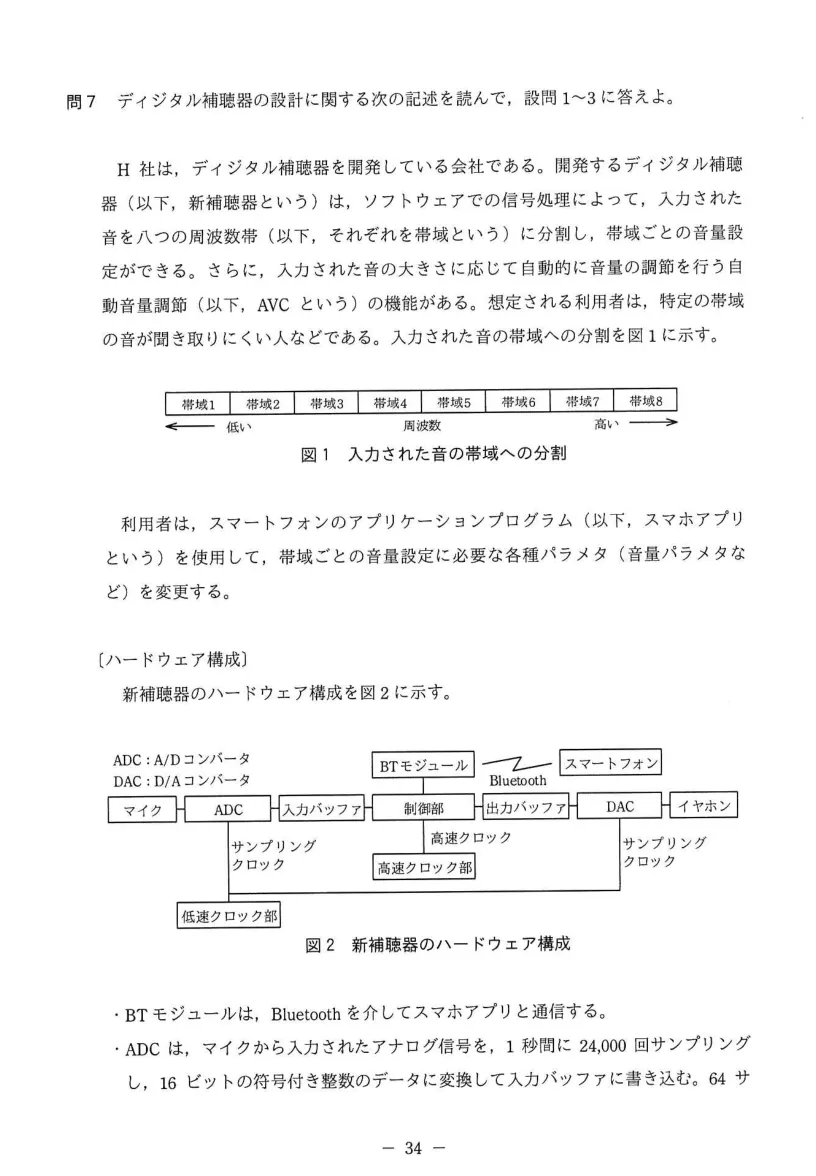 問7 ディジタル補聴器の設計に関する次の記述を読んで，設問1～3に答えよ。
H 社は，ディジタル補聴器を開発している会社である。開発するディジタル補聴
器（以下，新補聴器という）は，ソフトウェアでの信号処理によって，入力された
音を八つの周波数帯（以下，それぞれを帯域という）に分割し，帯域ごとの音量設
定ができる。さらに，入力された音の大きさに応じて自動的に音量の調節を行う自
動音量調節（以下，AVC という）の機能がある。想定される利用者は，特定の帯域
の音が聞き取りにくい人などである。入力された音の帯域への分割を図1に示す。
帯域1 帯域2 帯域3 帯域4 帯域5 帯域6 帯域7 帯域8
低い 周波数 高い
図1 入力された音の帯域への分割
利用者は，スマートフォンのアプリケーションプログラム（以下，スマホアプリ
という）を使用して，帯域ごとの音量設定に必要な各種パラメタ（音量パラメタな
ど）を変更する。
〔ハードウェア構成〕
新補聴器のハードウェア構成を図2に示す。
ADC：A/Dコンバータ
DAC：D/Aコンバータ
BTモジュール スマートフォン
Bluetooth
マイク ADC 入力バッファ 制御部 出力バッファ DAC イヤホン
サンプリング
クロック
高速クロック
サンプリング
クロック
高速クロック部
低速クロック部
図2 新補聴器のハードウェア構成
・BTモジュールは，Bluetoothを介してスマホアプリと通信する。
・ADC は，マイクから入力されたアナログ信号を，1 秒間に 24,000 回サンプリング
し，16 ビットの符号付き整数のデータに変換して入力バッファに書き込む。64 サ
－ 34 －